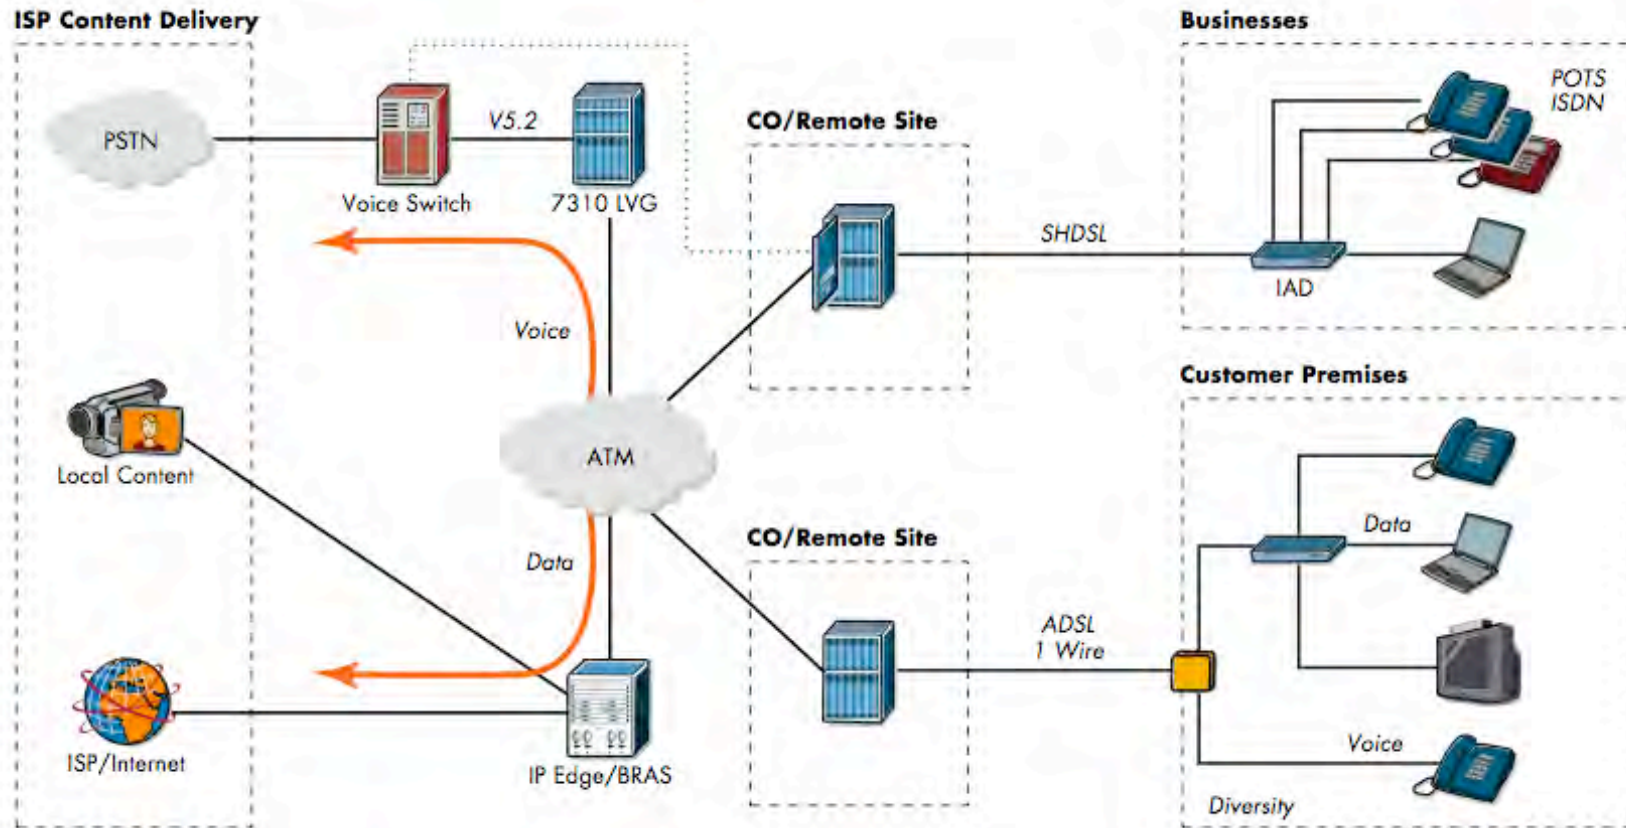 ISP Content Delivery
Businesses
PSTN
V5.2
Voice Switch
7310 LVG
CO/Remote Site
SHDSL
POTS
ISDN
IAD
Voice
Local Content
ATM
Customer Premises
Data
CO/Remote Site
ADSL
1 Wire
Data
Voice
Diversity
ISP/Internet
IP Edge/BRAS